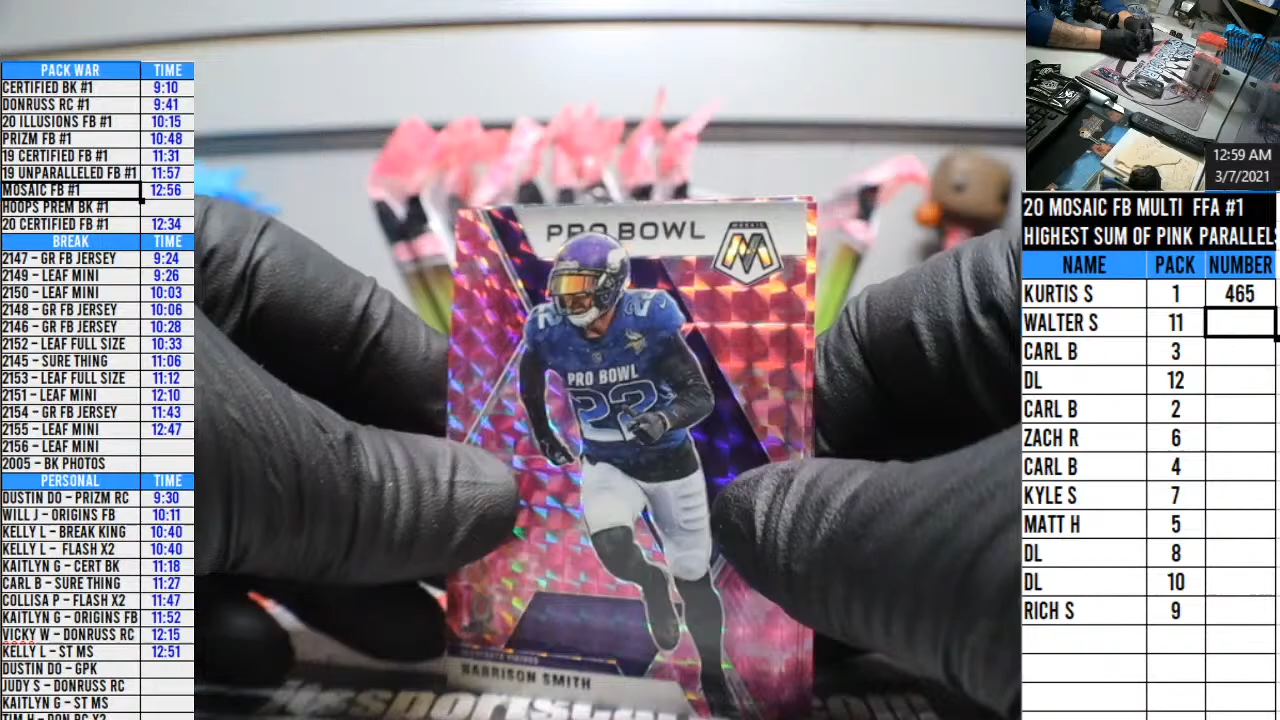 PACK WAR TIME
CERTIFIED BK #1 9:10
DONRUSS RC #1 9:41
20 ILLUSIONS FB #1 10:15
PRIZM FB #1 10:48
19 CERTIFIED FB #1 11:31
19 UNPARALLELED FB #1 11:57
MOSAIC FB #1 12:56
HOOPS PREM BK #1
20 CERTIFIED FB #1 12:34
BREAK TIME
2147 – GR FB JERSEY 9:24
2149 – LEAF MINI 9:26
2150 – LEAF MINI 10:03
2148 – GR FB JERSEY 10:06
2146 – GR FB JERSEY 10:28
2152 – LEAF FULL SIZE 10:33
2145 – SURE THING 11:06
2153 – LEAF FULL SIZE 11:12
2151 – LEAF MINI 12:10
2154 – GR FB JERSEY 11:43
2155 – LEAF MINI 12:47
2156 – LEAF MINI
2005 – BK PHOTOS
PERSONAL TIME
DUSTIN DO – PRIZM RC 9:30
WILL J – ORIGINS FB 10:11
KELLY L – BREAK KING 10:40
KELLY L – FLASH X2 10:40
KAITLYN G – CERT BK 11:18
CARL B – SURE THING 11:27
COLLISA P – FLASH X2 11:47
KAITLYN G – ORIGINS FB 11:52
VICKY W – DONRUSS RC 12:15
KELLY L – ST MS 12:51
DUSTIN DO – GPK
JUDY S – DONRUSS RC
KAITLYN G – ST MS
TIM H – DON RC X2
PRO BOWL
MOSAIC
PRO BOWL
22
HARRISON SMITH
12:59 AM
3/7/2021
20 MOSAIC FB MULTI FFA #1
HIGHEST SUM OF PINK PARALLELS
NAME PACK NUMBER
KURTIS S 1 465
WALTER S 11
CARL B 3
DL 12
CARL B 2
ZACH R 6
CARL B 4
KYLE S 7
MATT H 5
DL 8
DL 10
RICH S 9